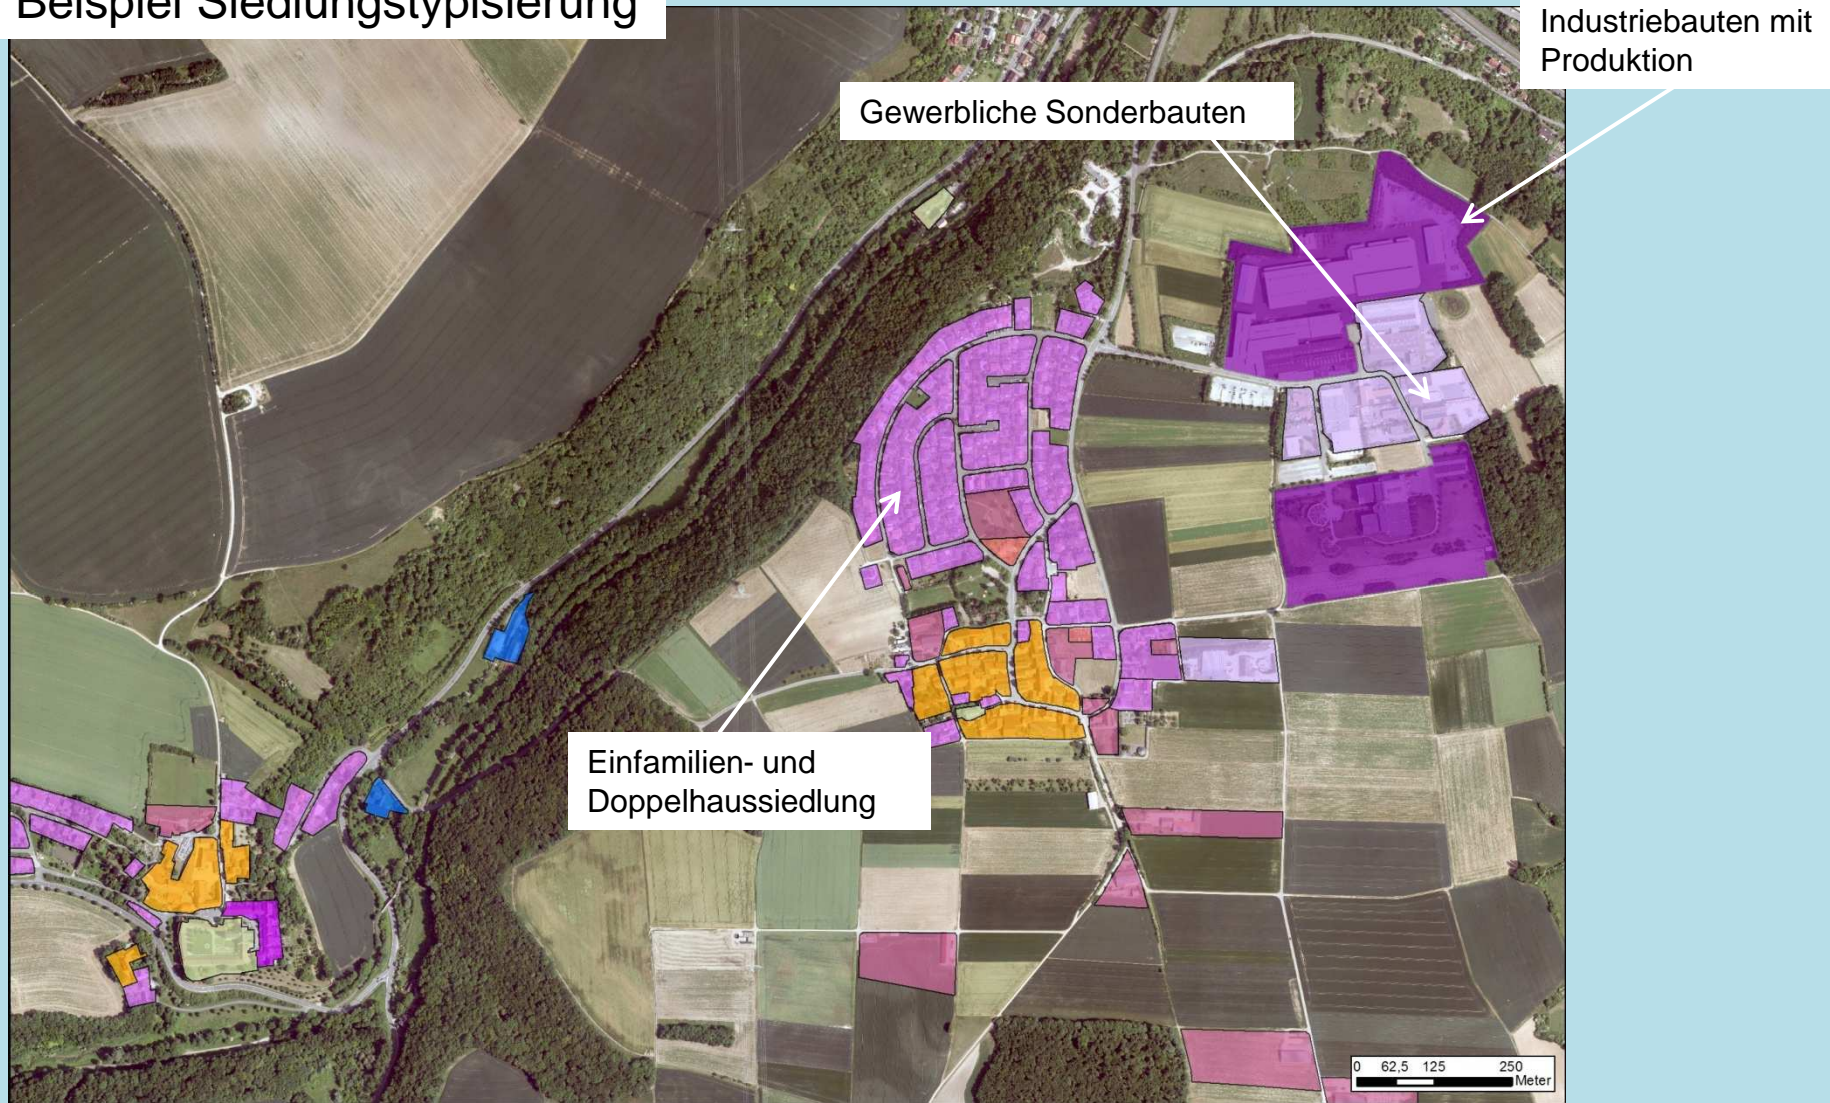 Beispiel Siedlungstypisierung
Industriebauten mit
Produktion
Gewerbliche Sonderbauten
Einfamilien- und
Doppelhaussiedlung
0 62,5 125 250
Meter